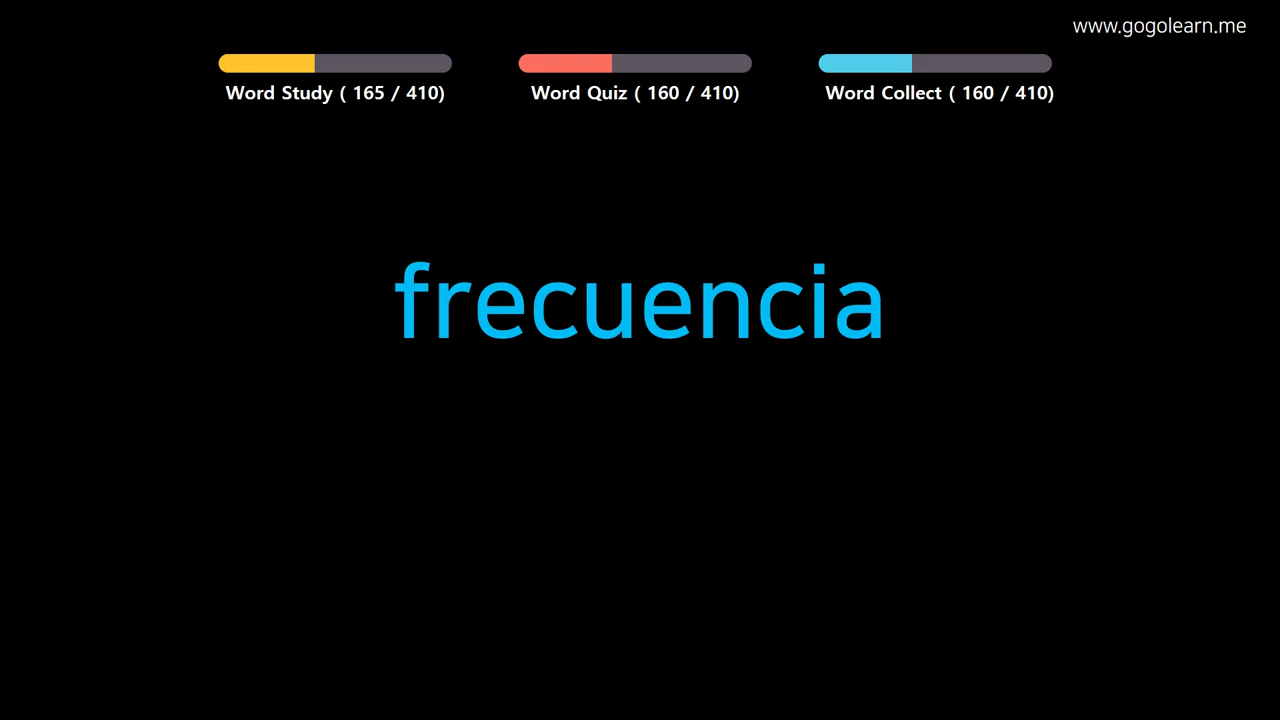 www.gogolearn.me
Word Study ( 165 / 410)
Word Quiz ( 160 / 410)
Word Collect ( 160 / 410)
frecuencia